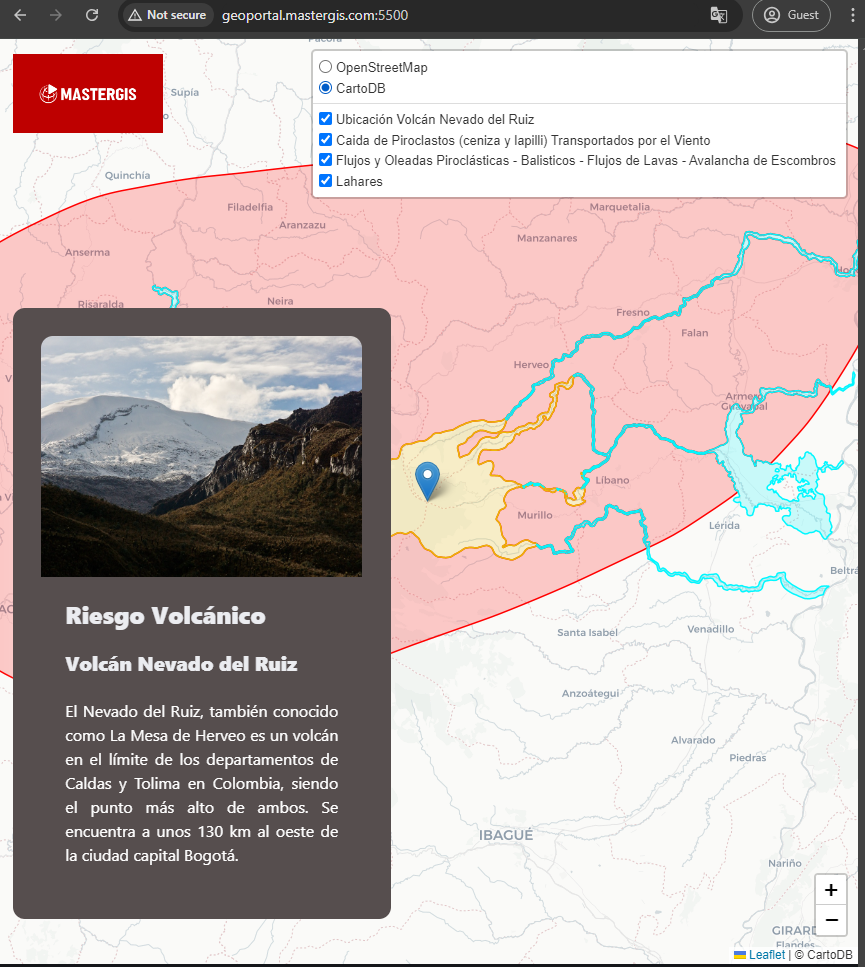 Not secure
geoportal.mastergis.com:5500
Guest
Pácora
MASTERGIS
OpenStreetMap
CartoDB
Ubicación Volcán Nevado del Ruiz
Caida de Piroclastos (ceniza y lapilli) Transportados por el Viento
Flujos y Oleadas Piroclásticas - Balisticos - Flujos de Lavas - Avalancha de Escombros
Lahares
Supía
Quinchía
Filadelfia
Aranzazu
Marquetalia
Manzanares
Anserma
Risaralda
Neira
Fresno
Falan
Herveo
Armero
Guayabal
Líbano
Murillo
Lérida
Santa Isabel
Venadillo
Anzoátegui
Alvarado
Piedras
IBAGUÉ
Nariño
Flandes
Riesgo Volcánico
Volcán Nevado del Ruiz
El Nevado del Ruiz, también conocido
como La Mesa de Herveo es un volcán
en el límite de los departamentos de
Caldas y Tolima en Colombia, siendo
el punto más alto de ambos. Se
encuentra a unos 130 km al oeste de
la ciudad capital Bogotá.
+
−
Leaflet | © CartoDB